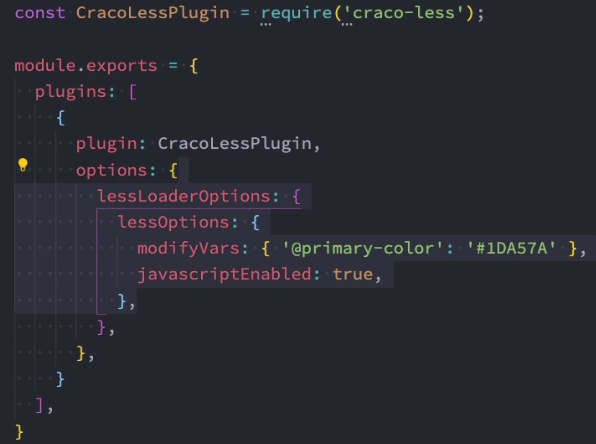 const CracoLessPlugin = require('craco-less');

module.exports = {
  plugins: [
    {
      plugin: CracoLessPlugin,
      options: {
        lessLoaderOptions: {
          lessOptions: {
            modifyVars: { '@primary-color': '#1DA57A' },
            javascriptEnabled: true,
          },
        },
      },
    }
  ],
}